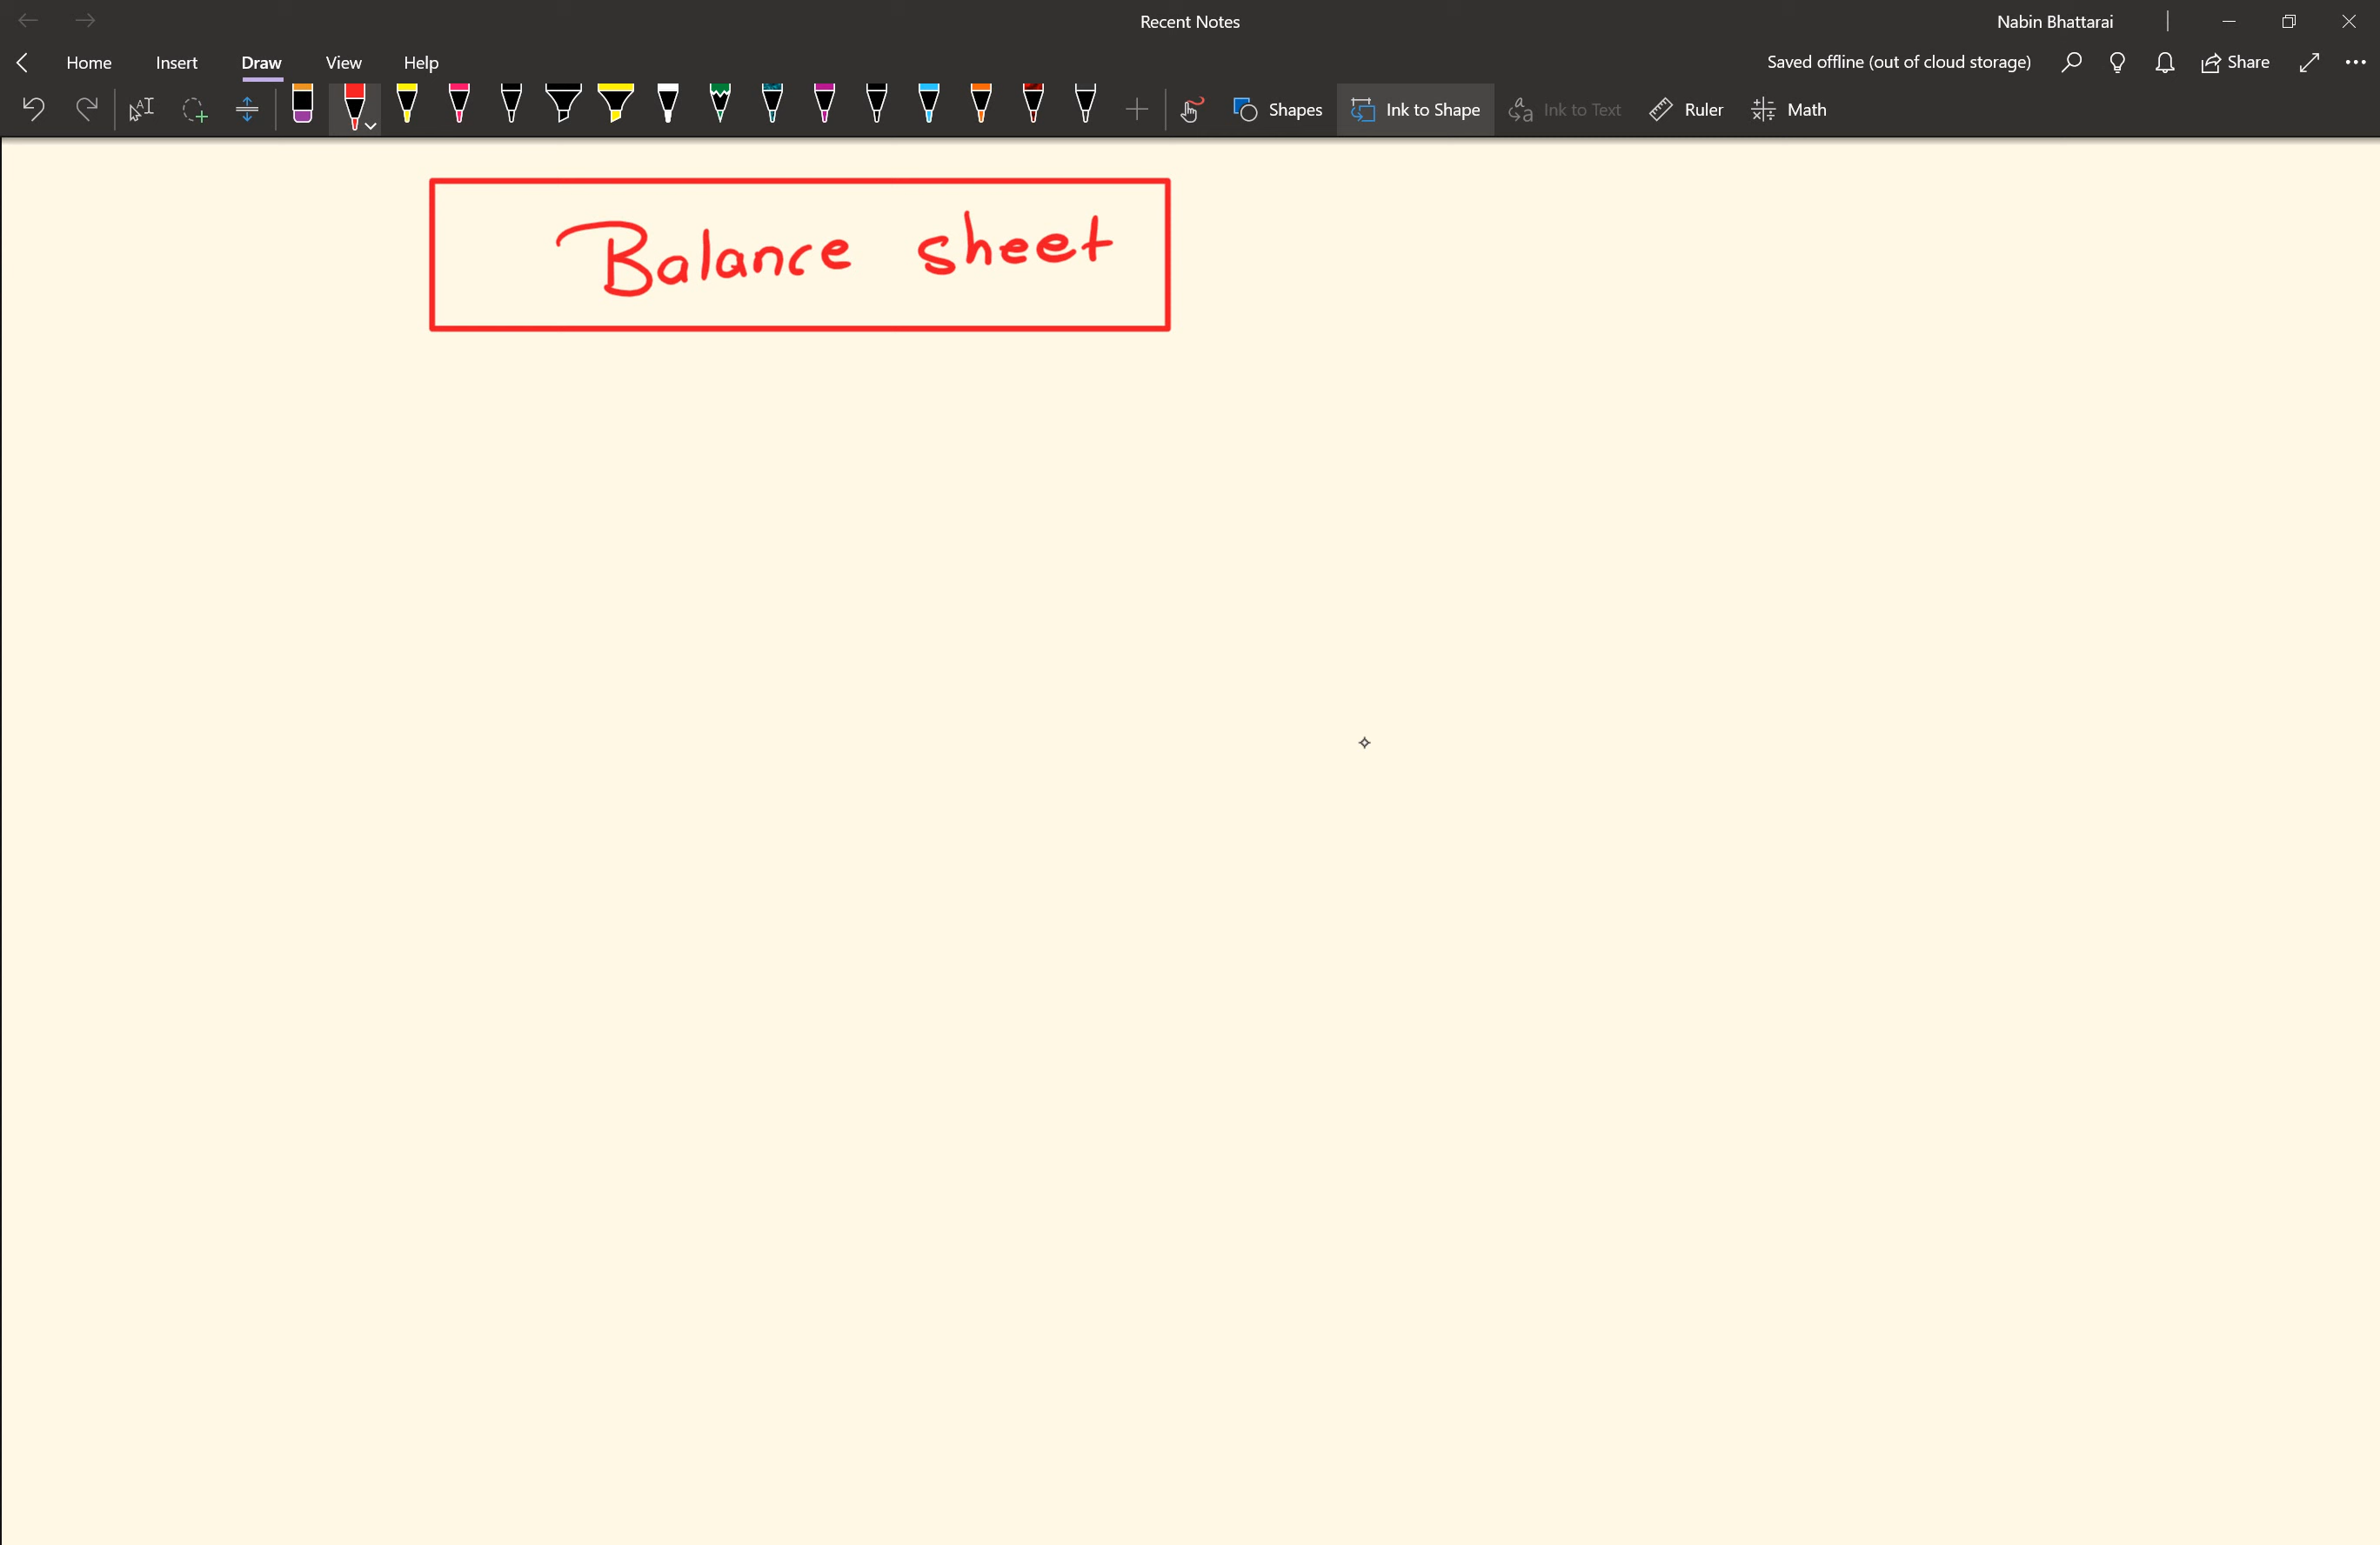 Recent Notes
Nabin Bhattarai
Home Insert Draw View Help
Saved offline (out of cloud storage)
Share
Shapes Ink to Shape Ink to Text Ruler Math
Balance sheet